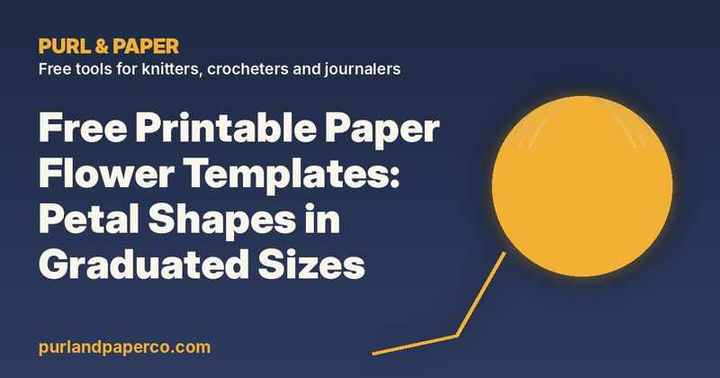 PURL & PAPER
Free tools for knitters, crocheters and journalers
Free Printable Paper
Flower Templates:
Petal Shapes in
Graduated Sizes
purlandpaperco.com